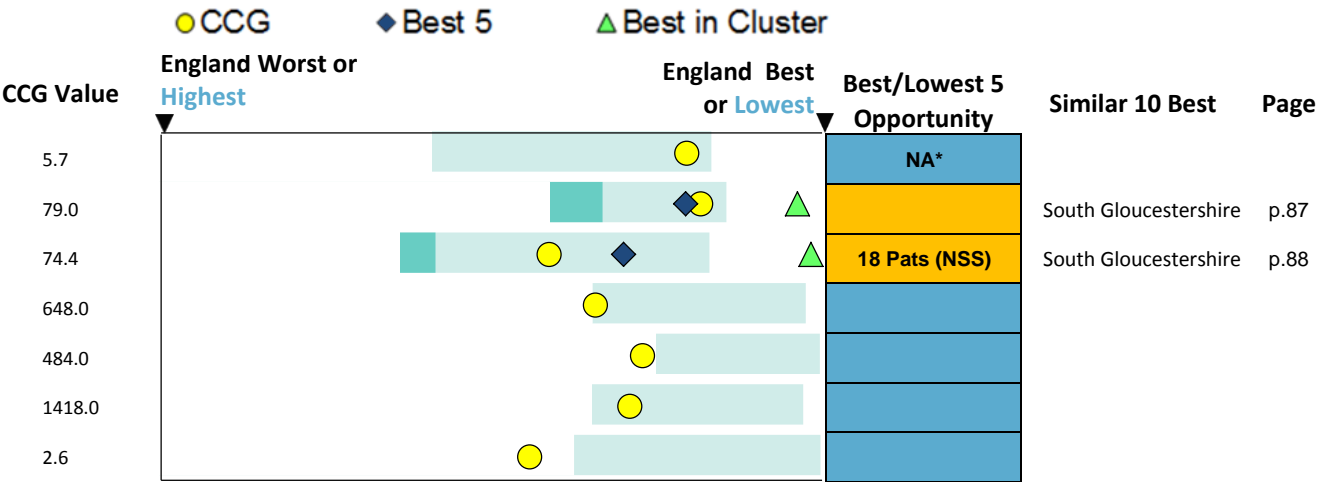 CCG Best 5 Best in Cluster
CCG Value
England Worst or
Highest
England Best
or Lowest
Best/Lowest 5
Opportunity
Similar 10 Best
Page
5.7 NA*
79.0 South Gloucestershire p.87
74.4 18 Pats (NSS) South Gloucestershire p.88
648.0
484.0
1418.0
2.6